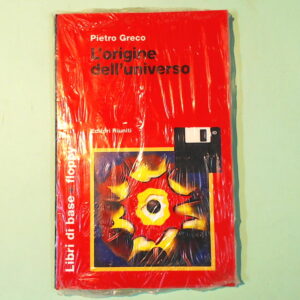 Pietro Greco
L'origine
dell'universo
Editori Riuniti
Libri di base floppy